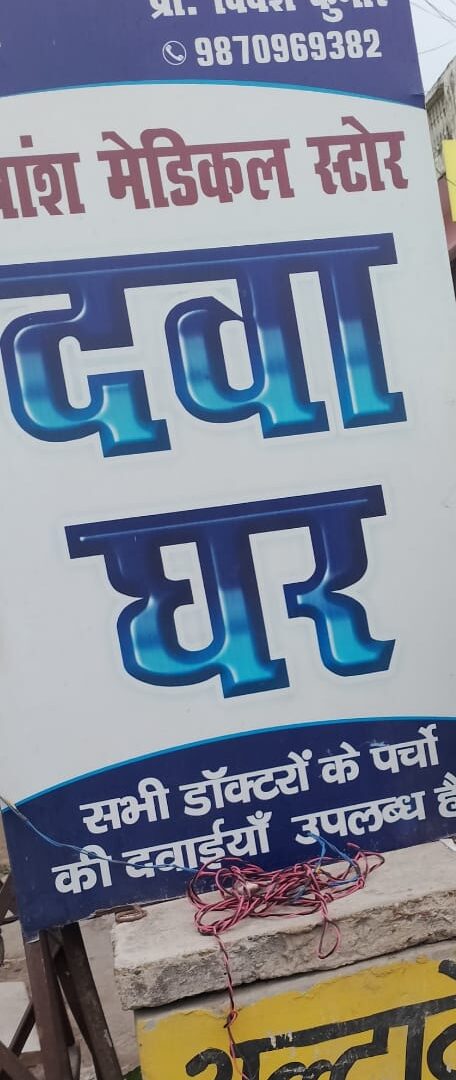 प्रो. विवेश कुमार
9870969382
मेडिकल स्टोर
दवा
घर
सभी डॉक्टरों के पर्चो
की दवाईयाँ उपलब्ध है